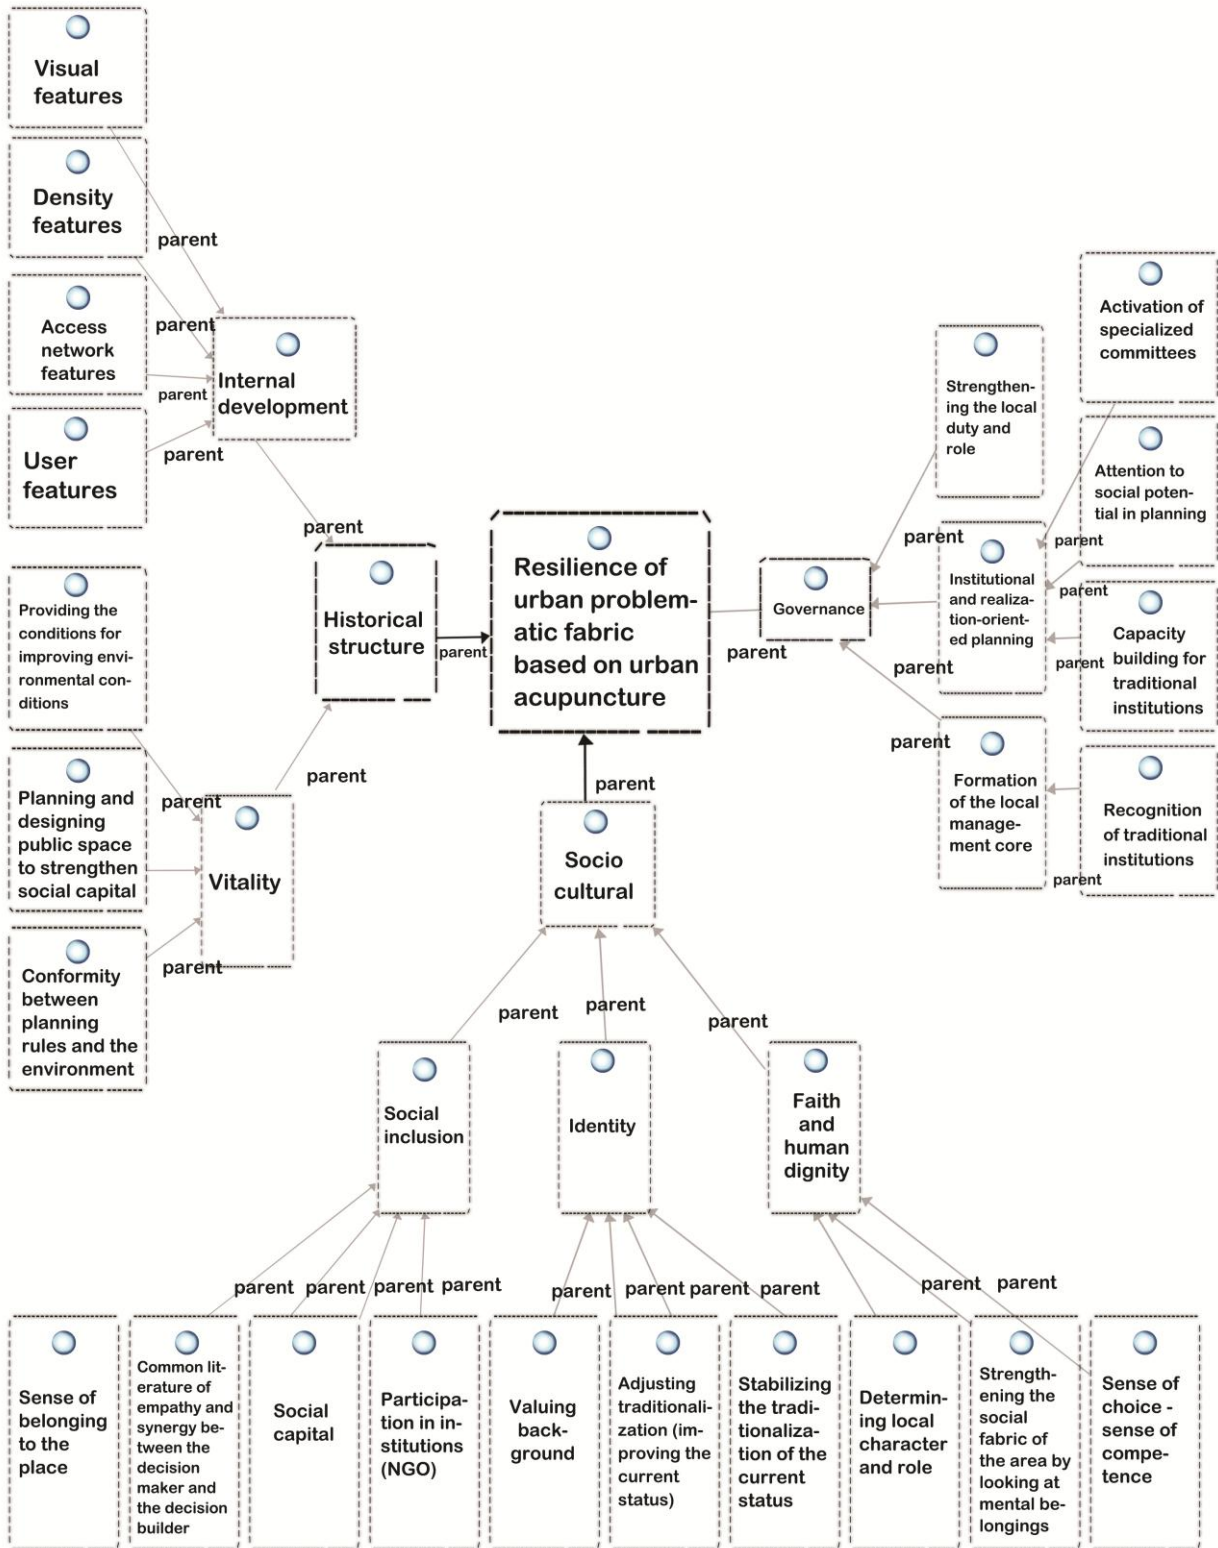 Visual
features
Density
features
parent
Access
network
features
parent
parent
Internal
development
User
features
parent
parent
Providing the
conditions for
improving envi-
ronmental con-
ditions
Historical
structure
parent
Planning and
designing
public space
to strengthen
social capital
parent
parent
Vitality
Conformity
between
planning
rules and the
environment
parent
Resilience of
urban problem-
atic fabric
based on urban
acupuncture
parent
Governance
parent
parent
Strengthen-
ing the local
duty and
role
Institutional
and realiza-
tion-orient-
ed planning
Formation
of the local
manage-
ment core
parent
parent
parent
parent
Activation of
specialized
committees
Attention to
social poten-
tial in planning
Capacity
building for
traditional
institutions
Recognition
of traditional
institutions
parent
Socio
cultural
parent
parent
parent
Social
inclusion
Identity
Faith
and
human
dignity
parent
parent
parent
parent
parent
parent
parent
parent
parent
parent
Sense of
belonging
to the
place
Common lit-
erature of
empathy and
synergy be-
tween the
decision
maker and
the decision
builder
Social
capital
Participa-
tion in in-
stitutions
(NGO)
Valuing
back-
ground
Adjusting
traditionali-
zation (im-
proving the
current
status)
Stabilizing
the tradi-
tionaliza-
tion of the
current
status
Determin-
ing local
character
and role
Strength-
ening the
social
fabric of
the area by
looking at
mental be-
longings
Sense of
choice -
sense of
compe-
tence